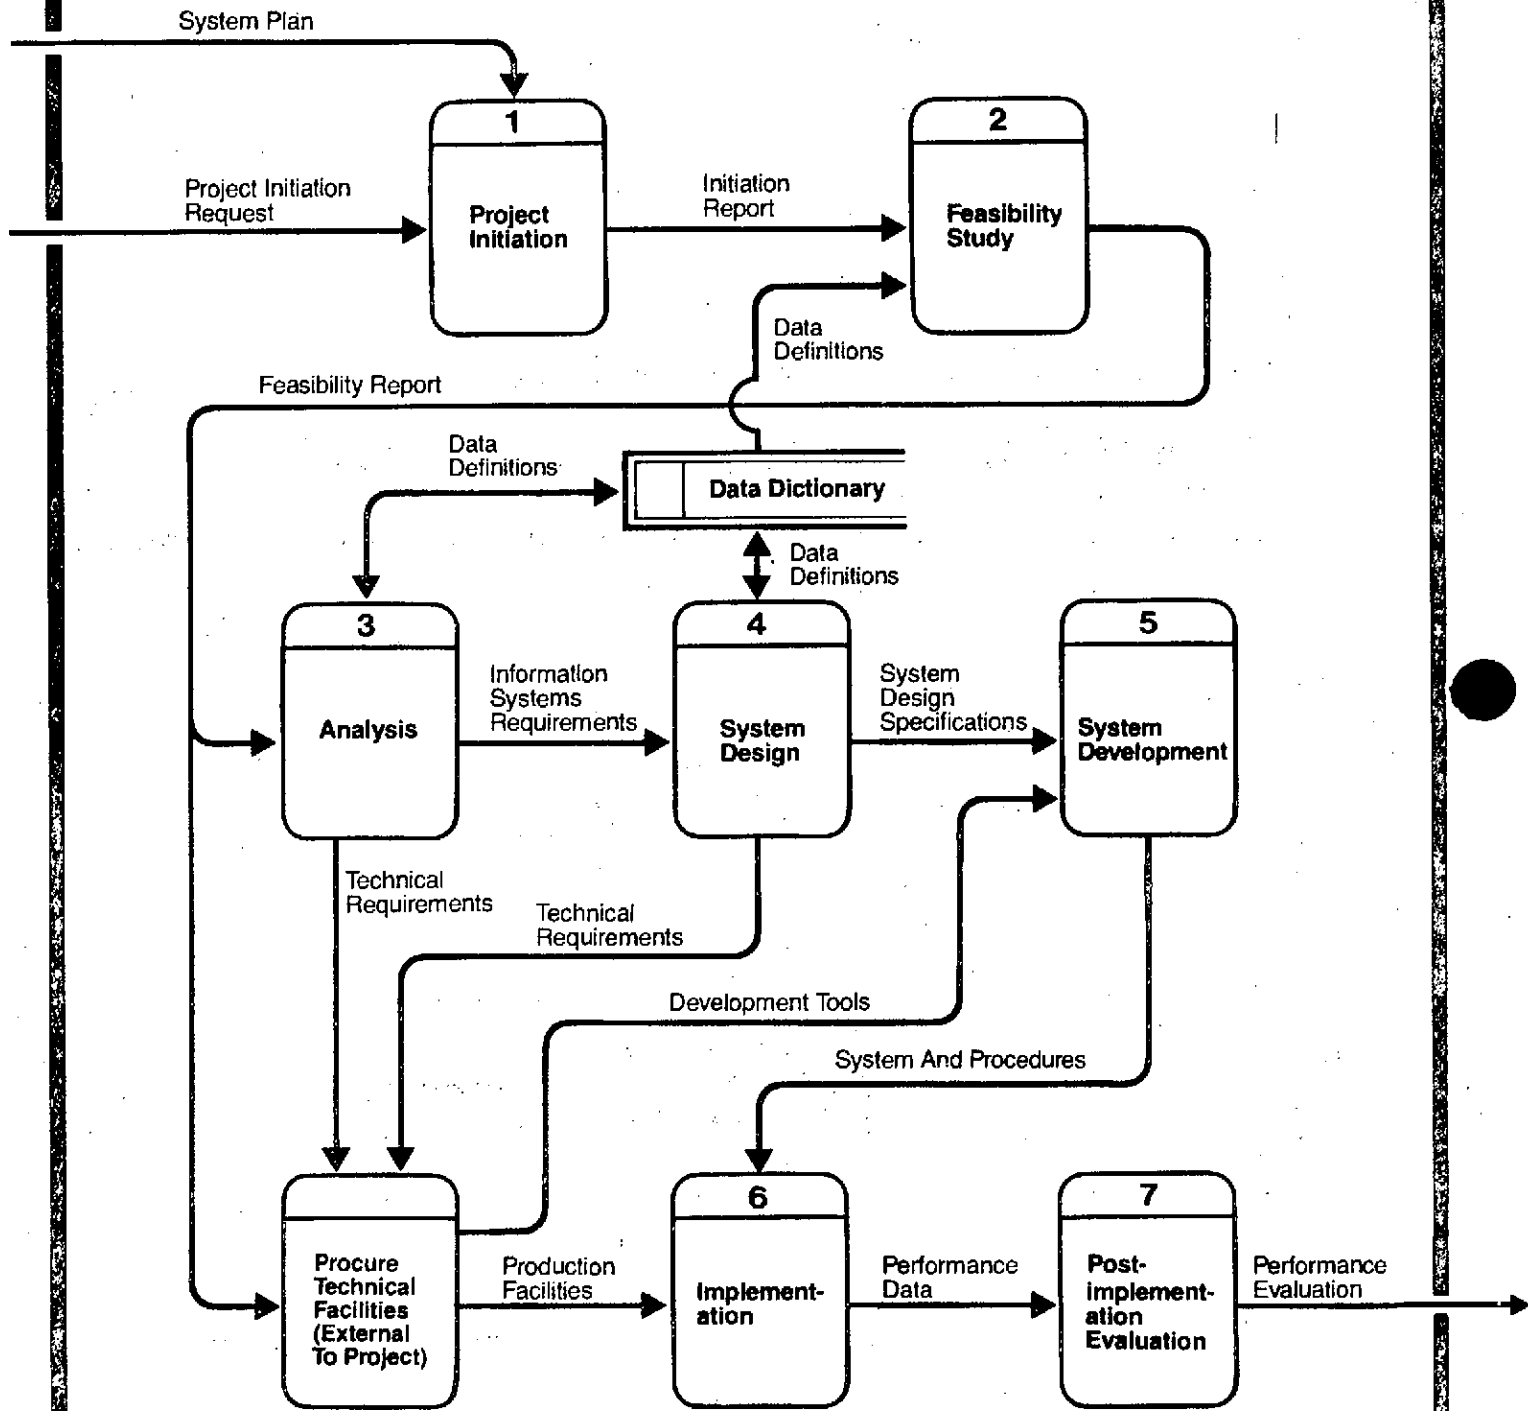 System Plan
1
Project
Initiation
Project Initiation
Request
Initiation
Report
2
Feasibility
Study
Data
Definitions
Feasibility Report
Data
Definitions
Data Dictionary
Data
Definitions
3
Analysis
Information
Systems
Requirements
4
System
Design
System
Design
Specifications
5
System
Development
Technical
Requirements
Technical
Requirements
Development Tools
System And Procedures
Procure
Technical
Facilities
(External
To Project)
Production
Facilities
6
Implement-
ation
Performance
Data
7
Post-
implement-
ation
Evaluation
Performance
Evaluation